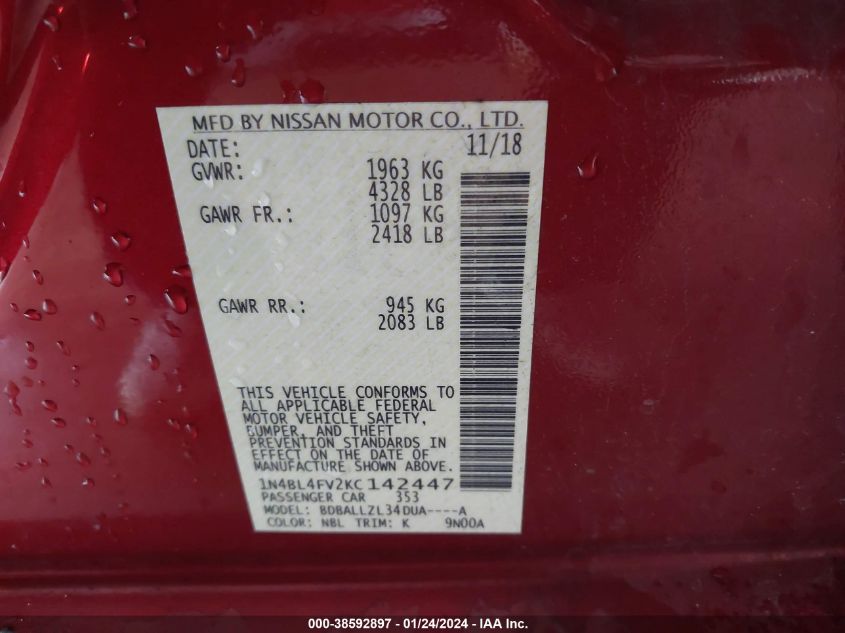 MFD BY NISSAN MOTOR CO., LTD.
DATE: 11/18
GVWR: 1963 KG
4328 LB
GAWR FR.: 1097 KG
2418 LB
GAWR RR.: 945 KG
2083 LB
THIS VEHICLE CONFORMS TO
ALL APPLICABLE FEDERAL
MOTOR VEHICLE SAFETY,
BUMPER, AND THEFT
PREVENTION STANDARDS IN
EFFECT ON THE DATE OF
MANUFACTURE SHOWN ABOVE.
1N4BL4FV2KC142447
PASSENGER CAR 353
MODEL: BDBALLZL34DUA----A
COLOR: NBL TRIM: K 9N00A
000-38592897 - 01/24/2024 - IAA Inc.